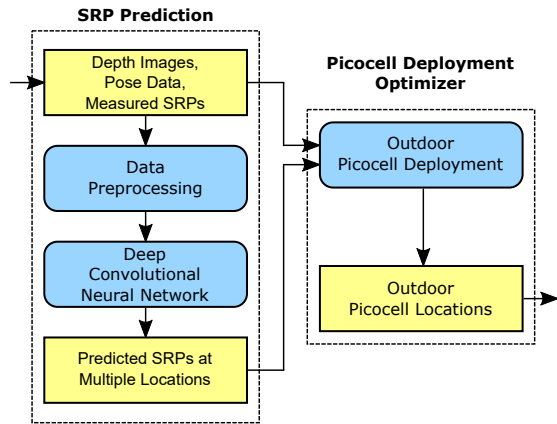 SRP Prediction
Depth Images,
Pose Data,
Measured SRPs
Data
Preprocessing
Deep
Convolutional
Neural Network
Predicted SRPs at
Multiple Locations
Picocell Deployment
Optimizer
Outdoor
Picocell Deployment
Outdoor
Picocell Locations